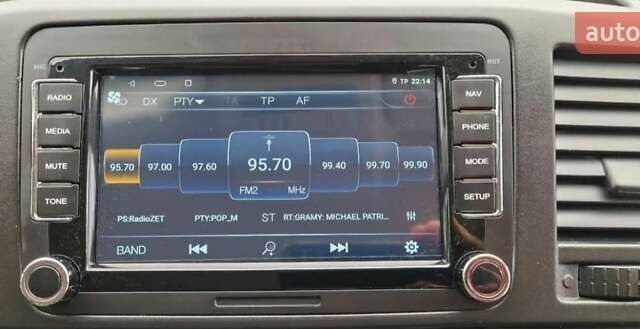 auto
MIC
RST
TP 22:14
RADIO
MEDIA
MUTE
TONE
DX PTY TA TP AF
95.70 97.00 97.60 95.70 99.40 99.70 99.90
FM2 MHz
PS:RadioZET PTY:POP_M ST RT:GRAMY: MICHAEL PATRI...
BAND
NAV
PHONE
MODE
SETUP